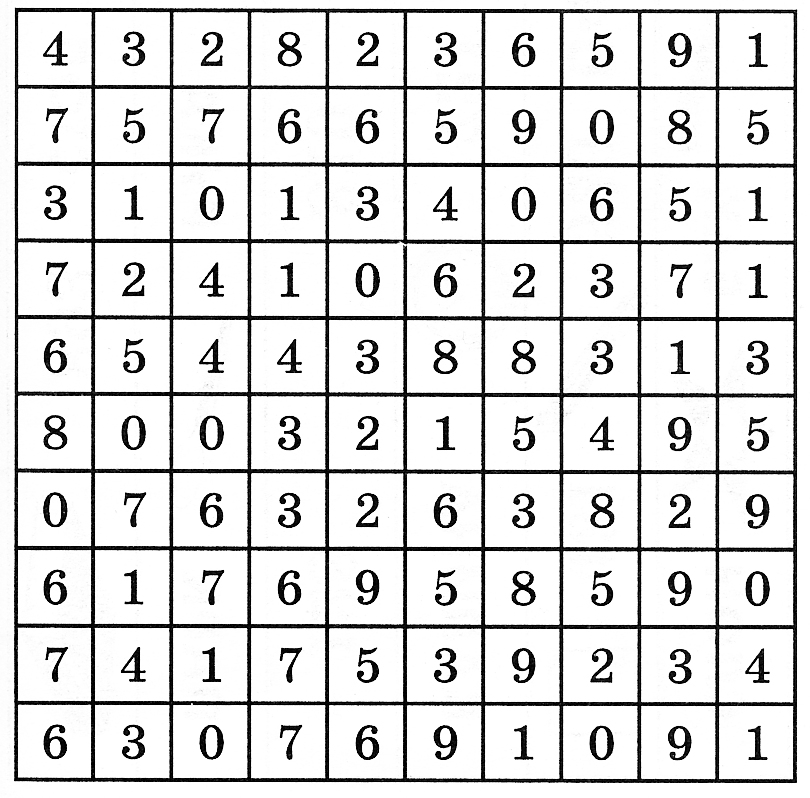 4 3 2 8 2 3 6 5 9 1
7 5 7 6 6 5 9 0 8 5
3 1 0 1 3 4 0 6 5 1
7 2 4 1 0 6 2 3 7 1
6 5 4 4 3 8 8 3 1 3
8 0 0 3 2 1 5 4 9 5
0 7 6 3 2 6 3 8 2 9
6 1 7 6 9 5 8 5 9 0
7 4 1 7 5 3 9 2 3 4
6 3 0 7 6 9 1 0 9 1